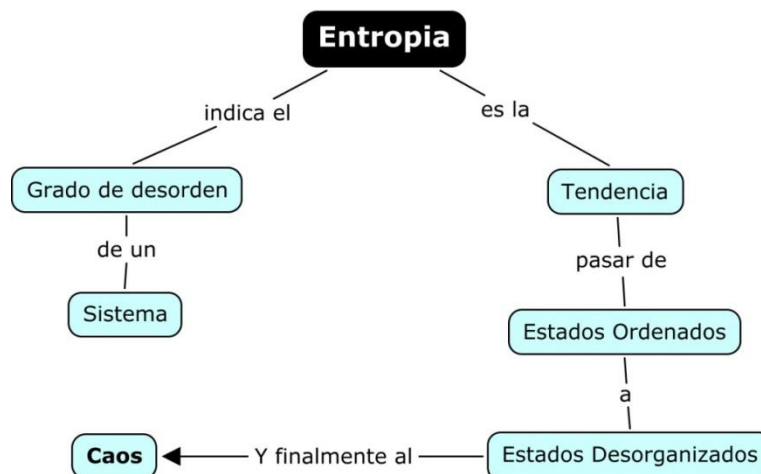 Entropia
indica el
es la
Grado de desorden
Tendencia
de un
pasar de
Sistema
Estados Ordenados
a
Caos
Y finalmente al
Estados Desorganizados